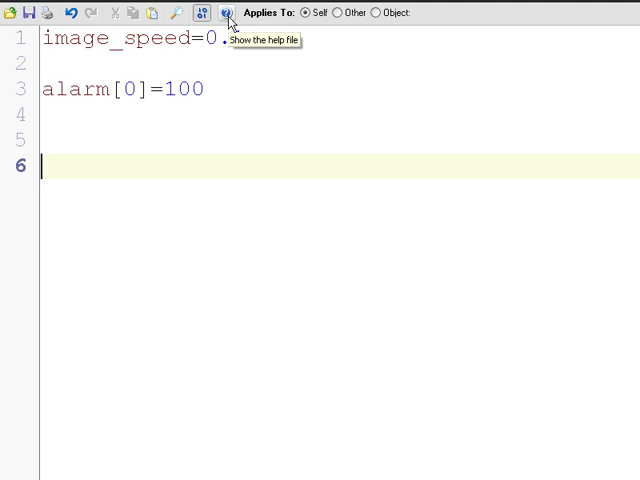 Applies To: Self Other Object:
1 image_speed=0.
Show the help file
2
3 alarm[0]=100
4
5
6